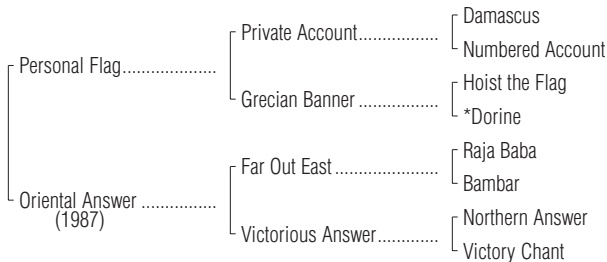 Damascus
Private Account..................
Numbered Account
Personal Flag....................
Hoist the Flag
Grecian Banner .................
*Dorine
Raja Baba
Far Out East ......................
Bambar
Oriental Answer ................
(1987)
Northern Answer
Victorious Answer.............
Victory Chant